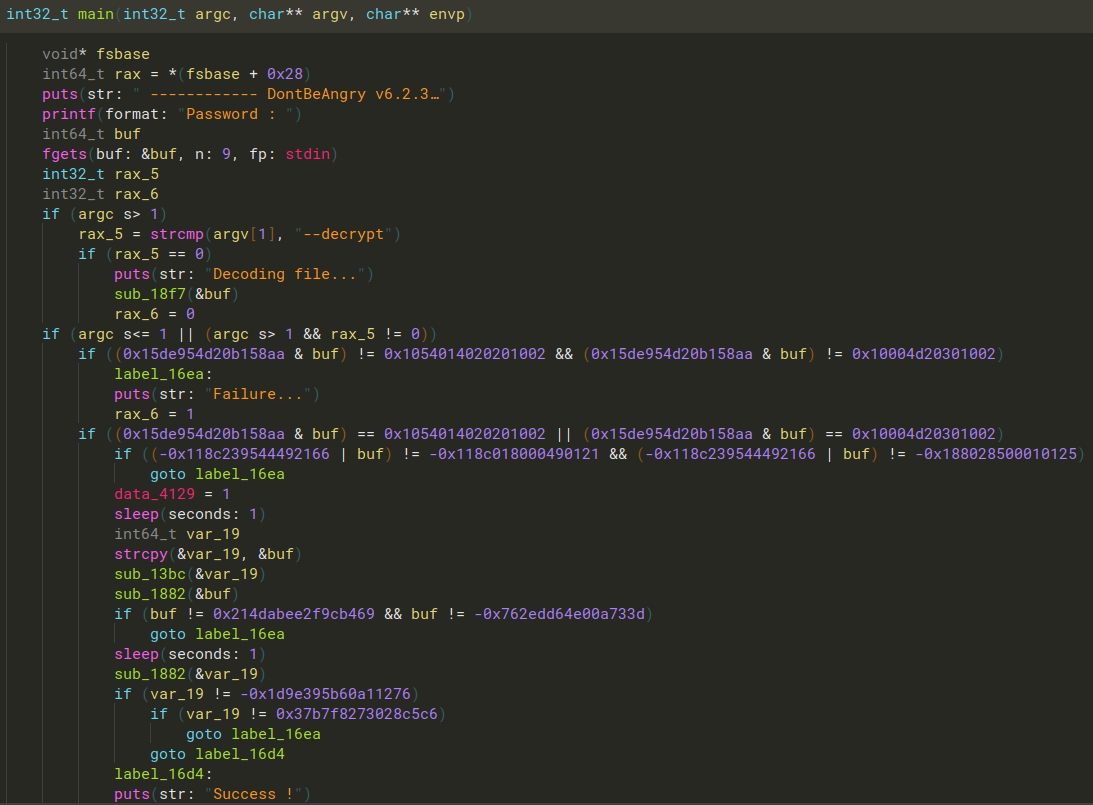 int32_t main(int32_t argc, char** argv, char** envp)
void* fsbase
int64_t rax = *(fsbase + 0x28)
puts(str: " ------------ DontBeAngry v6.2.3…")
printf(format: "Password : ")
int64_t buf
fgets(buf: &buf, n: 9, fp: stdin)
int32_t rax_5
int32_t rax_6
if (argc s> 1)
rax_5 = strcmp(argv[1], "--decrypt")
if (rax_5 == 0)
puts(str: "Decoding file...")
sub_18f7(&buf)
rax_6 = 0
if (argc s<= 1 || (argc s> 1 && rax_5 != 0))
if ((0x15de954d20b158aa & buf) != 0x1054014020201002 && (0x15de954d20b158aa & buf) != 0x10004d20301002)
label_16ea:
puts(str: "Failure...")
rax_6 = 1
if ((0x15de954d20b158aa & buf) == 0x1054014020201002 || (0x15de954d20b158aa & buf) == 0x10004d20301002)
if ((-0x118c239544492166 | buf) != -0x118c018000490121 && (-0x118c239544492166 | buf) != -0x188028500010125)
goto label_16ea
data_4129 = 1
sleep(seconds: 1)
int64_t var_19
strcpy(&var_19, &buf)
sub_13bc(&var_19)
sub_1882(&buf)
if (buf != 0x214dabee2f9cb469 && buf != -0x762edd64e00a733d)
goto label_16ea
sleep(seconds: 1)
sub_1882(&var_19)
if (var_19 != -0x1d9e395b60a11276)
if (var_19 != 0x37b7f8273028c5c6)
goto label_16ea
goto label_16d4
label_16d4:
puts(str: "Success !")